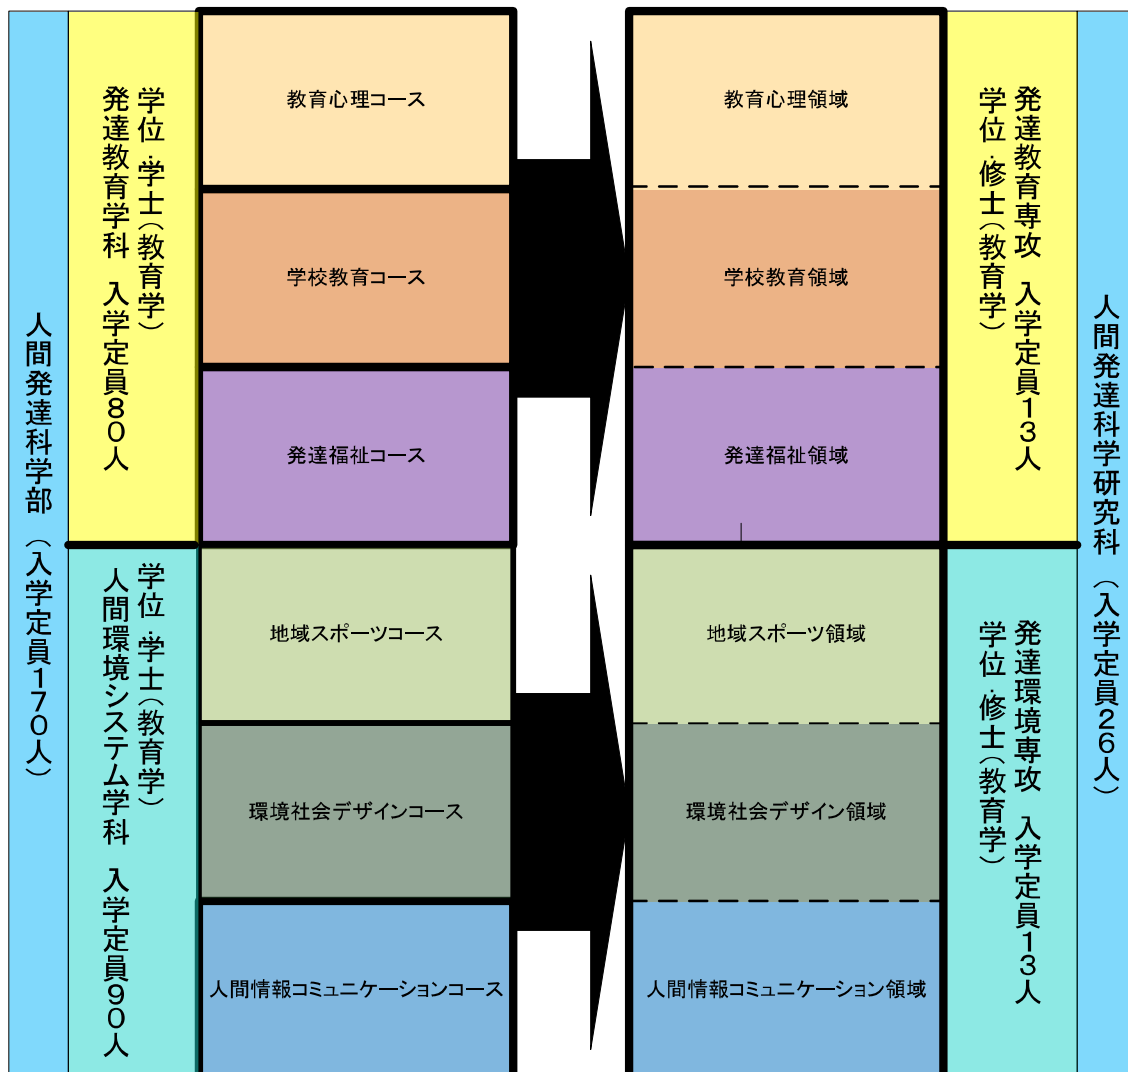 人間発達科学部（入学定員１７０人）
学位：学士（教育学）
発達教育学科　入学定員８０人
学位：学士（教育学）
人間環境システム学科　入学定員９０人
教育心理コース
学校教育コース
発達福祉コース
地域スポーツコース
環境社会デザインコース
人間情報コミュニケーションコース
教育心理領域
学校教育領域
発達福祉領域
地域スポーツ領域
環境社会デザイン領域
人間情報コミュニケーション領域
発達教育専攻　入学定員１３人
学位：修士（教育学）
発達環境専攻　入学定員１３人
学位：修士（教育学）
人間発達科学研究科（入学定員２６人）